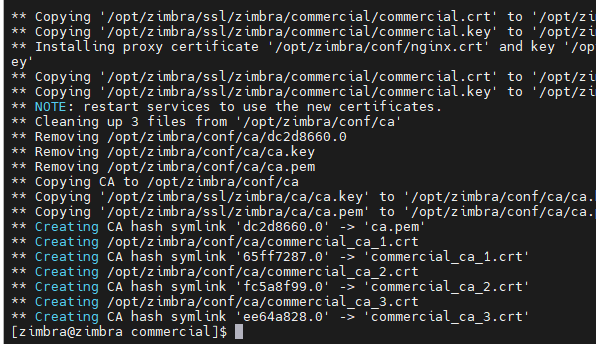 ** Copying '/opt/zimbra/ssl/zimbra/commercial/commercial.crt' to '/opt/zi
** Copying '/opt/zimbra/ssl/zimbra/commercial/commercial.key' to '/opt/zi
** Installing proxy certificate '/opt/zimbra/conf/nginx.crt' and key '/op
ey'
** Copying '/opt/zimbra/ssl/zimbra/commercial/commercial.crt' to '/opt/zi
** Copying '/opt/zimbra/ssl/zimbra/commercial/commercial.key' to '/opt/zi
** NOTE: restart services to use the new certificates.
** Cleaning up 3 files from '/opt/zimbra/conf/ca'
** Removing /opt/zimbra/conf/ca/dc2d8660.0
** Removing /opt/zimbra/conf/ca/ca.key
** Removing /opt/zimbra/conf/ca/ca.pem
** Copying CA to /opt/zimbra/conf/ca
** Copying '/opt/zimbra/ssl/zimbra/ca/ca.key' to '/opt/zimbra/conf/ca/ca.
** Copying '/opt/zimbra/ssl/zimbra/ca/ca.pem' to '/opt/zimbra/conf/ca/ca.
** Creating CA hash symlink 'dc2d8660.0' -> 'ca.pem'
** Creating /opt/zimbra/conf/ca/commercial_ca_1.crt
** Creating CA hash symlink '65ff7287.0' -> 'commercial_ca_1.crt'
** Creating /opt/zimbra/conf/ca/commercial_ca_2.crt
** Creating CA hash symlink 'fc5a8f99.0' -> 'commercial_ca_2.crt'
** Creating /opt/zimbra/conf/ca/commercial_ca_3.crt
** Creating CA hash symlink 'ee64a828.0' -> 'commercial_ca_3.crt'
[zimbra@zimbra commercial]$